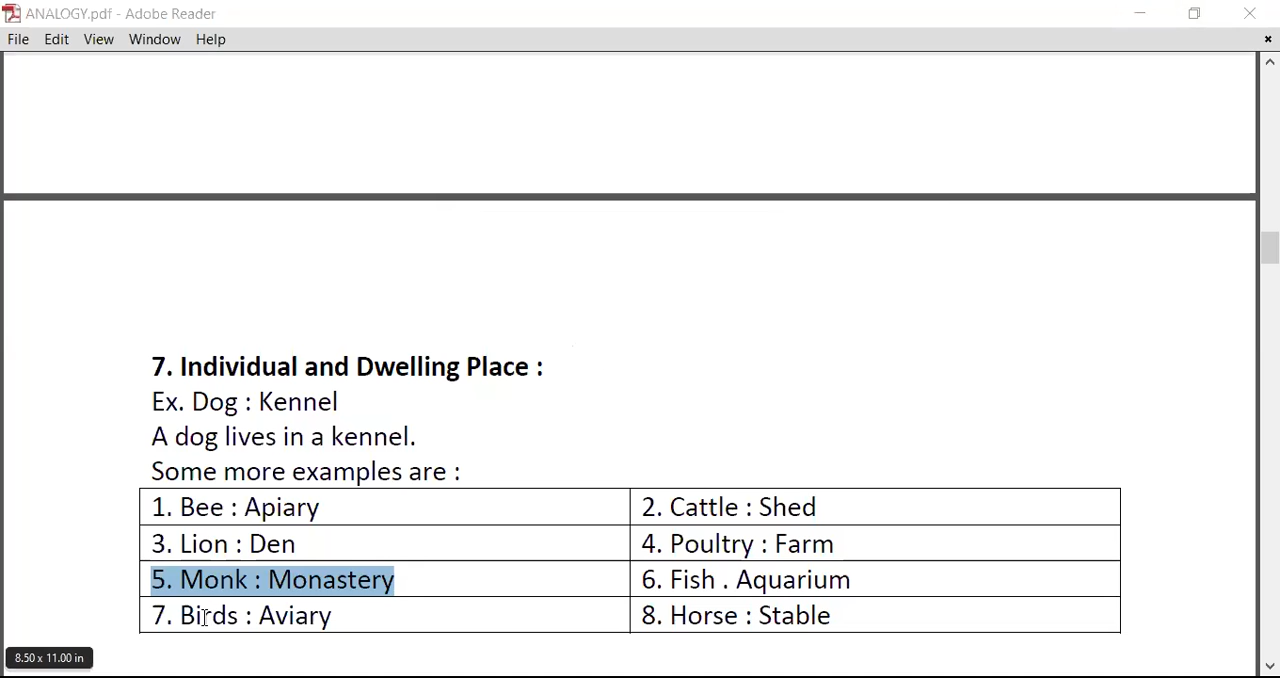 ANALOGY.pdf - Adobe Reader
File Edit View Window Help
7. Individual and Dwelling Place :
Ex. Dog : Kennel
A dog lives in a kennel.
Some more examples are :
1. Bee : Apiary 2. Cattle : Shed
3. Lion : Den 4. Poultry : Farm
5. Monk : Monastery 6. Fish . Aquarium
7. Birds : Aviary 8. Horse : Stable
8.50 x 11.00 in